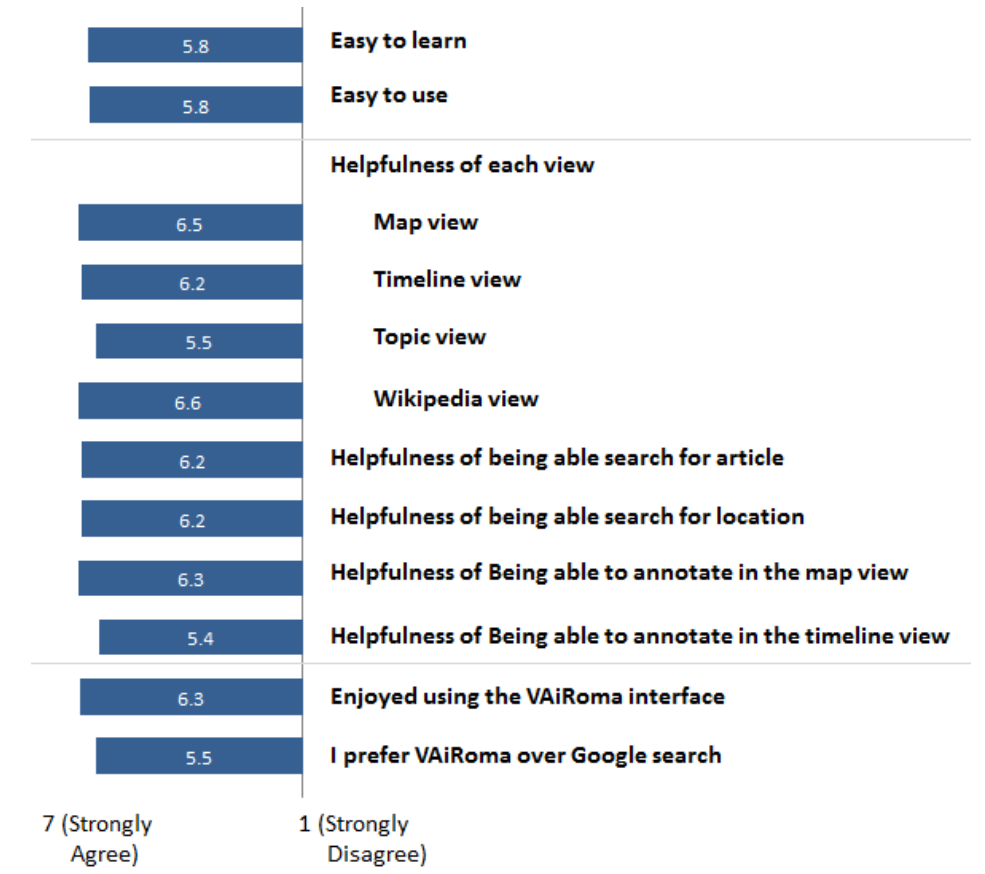 5.8 Easy to learn
5.8 Easy to use
Helpfulness of each view
6.5 Map view
6.2 Timeline view
5.5 Topic view
6.6 Wikipedia view
6.2 Helpfulness of being able search for article
6.2 Helpfulness of being able search for location
6.3 Helpfulness of Being able to annotate in the map view
5.4 Helpfulness of Being able to annotate in the timeline view
6.3 Enjoyed using the VAiRoma interface
5.5 I prefer VAiRoma over Google search
7 (Strongly
Agree)
1 (Strongly
Disagree)